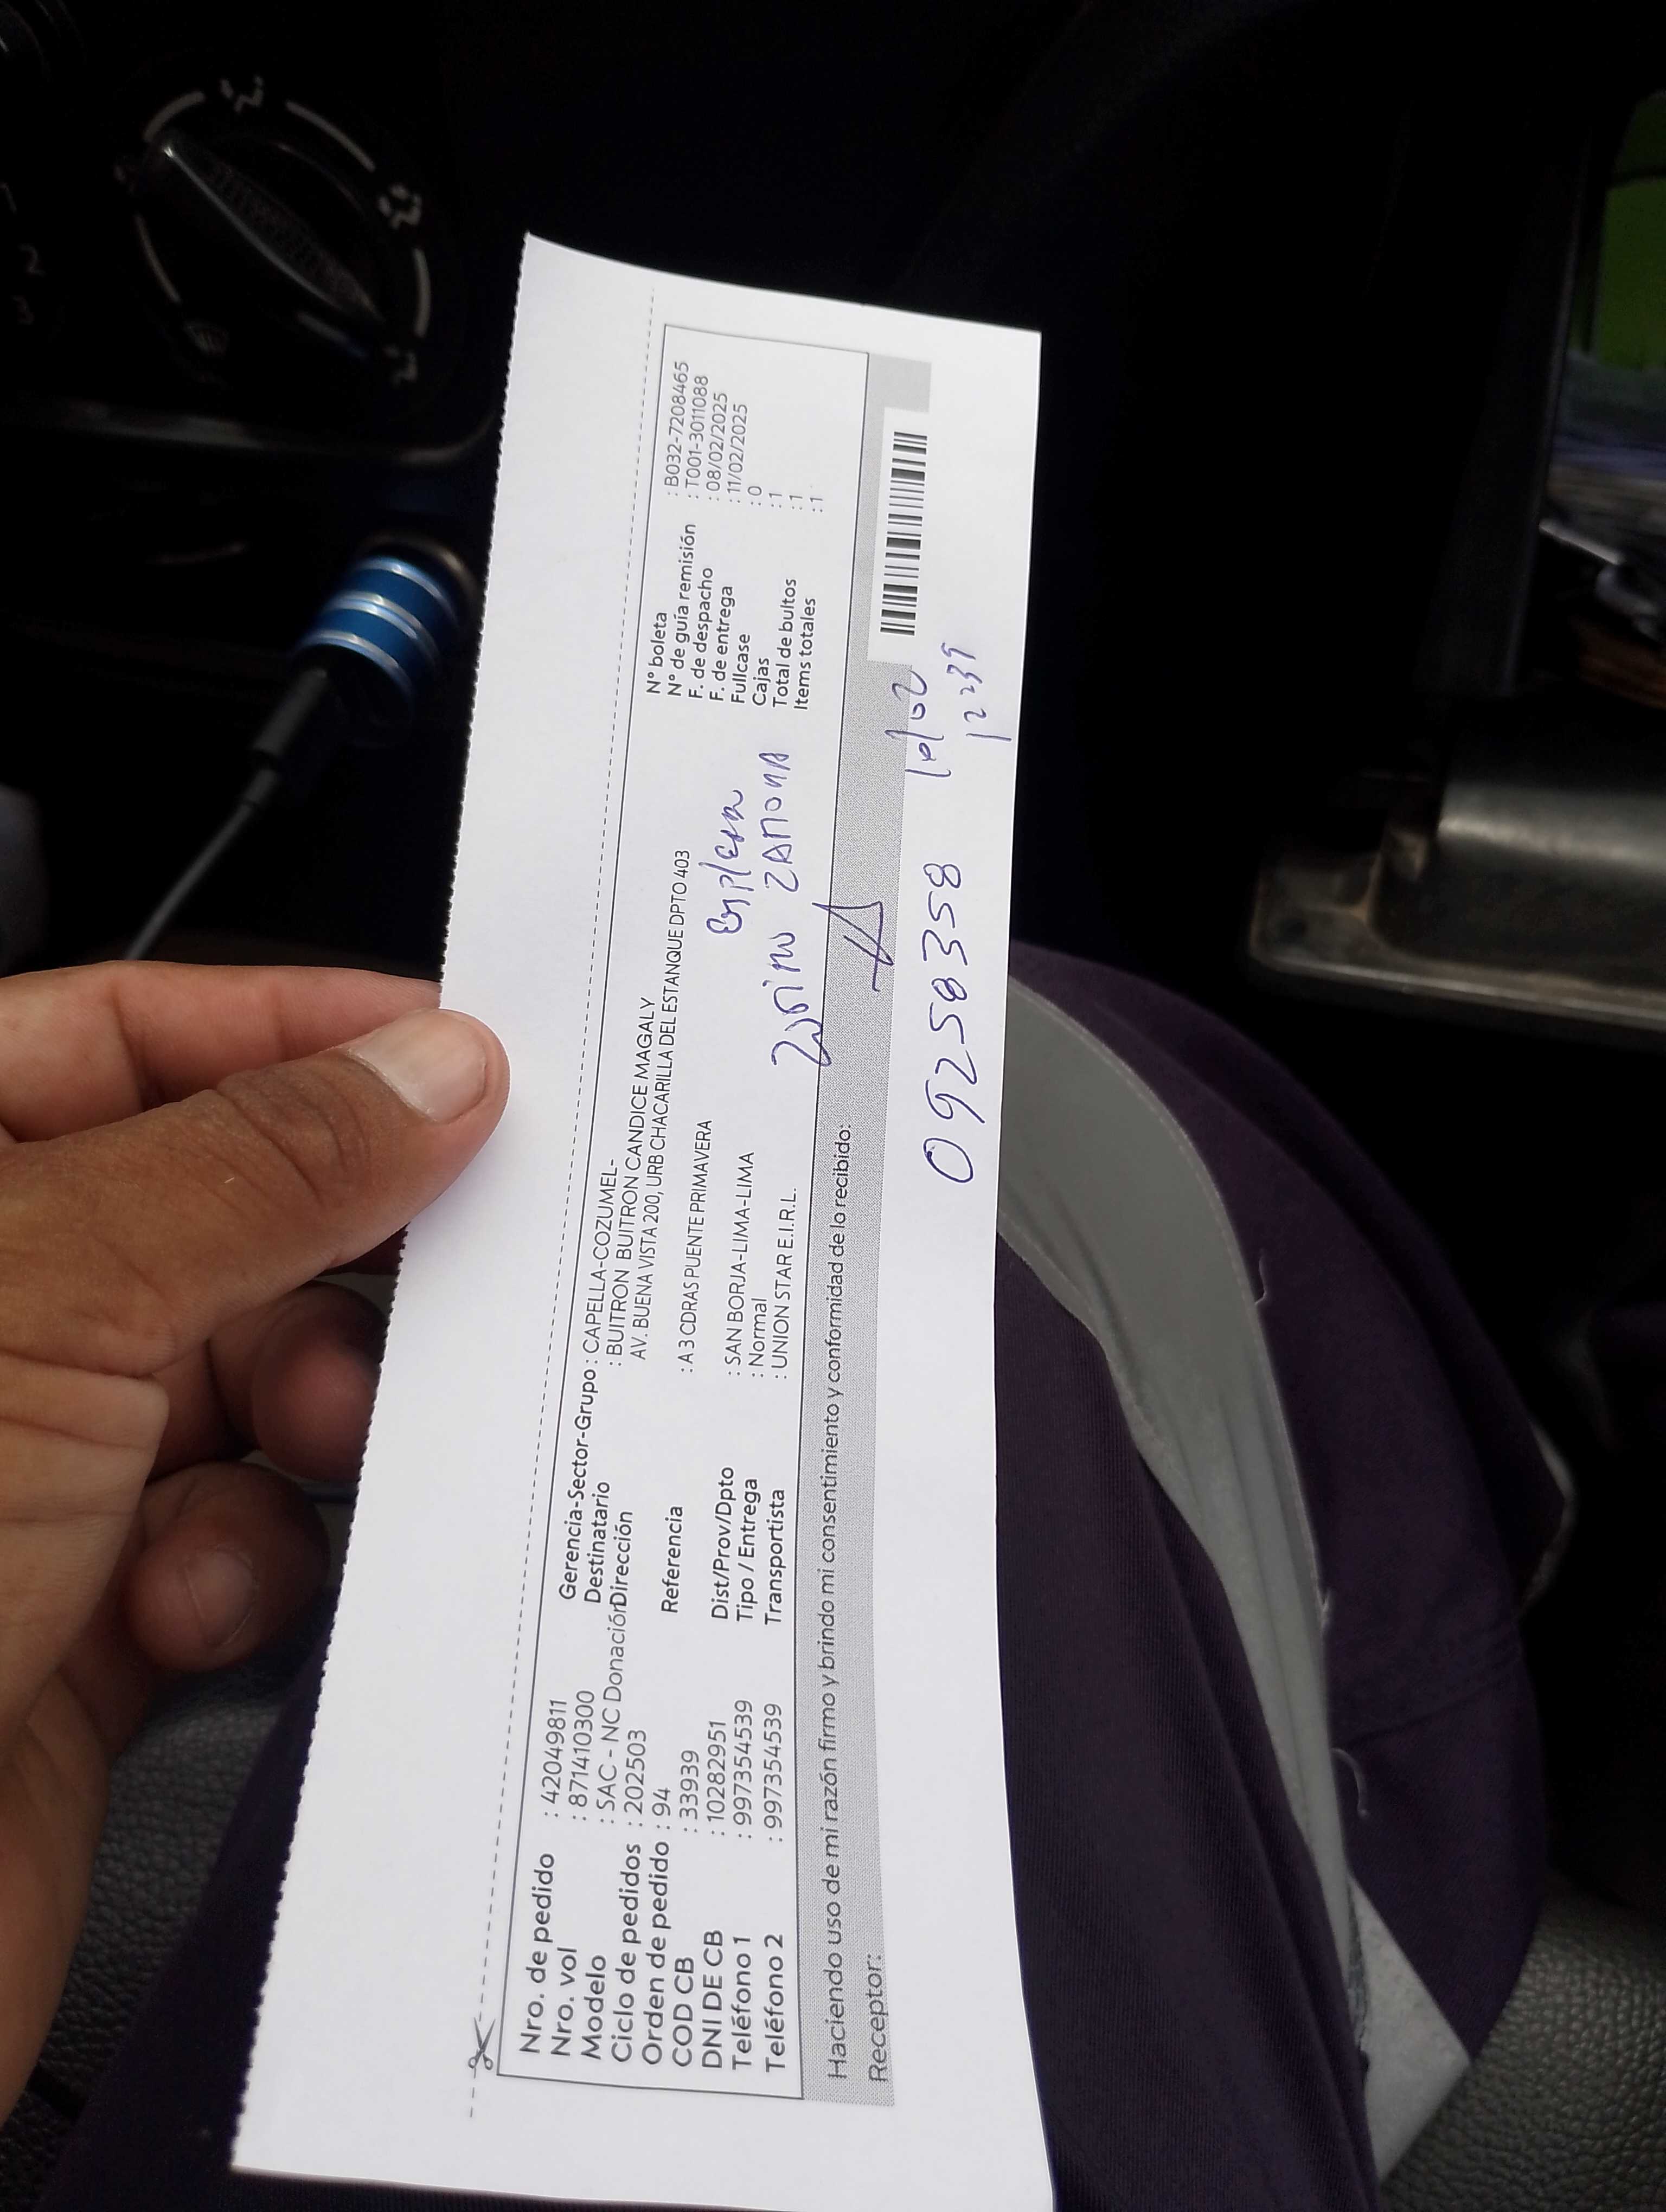 Nro. de pedido : 42049811
Nro. vol : 871410300
Modelo : SAC - NC Donación
Ciclo de pedidos : 202503
Orden de pedido : 94
COD CB : 33939
DNI DE CB : 10282951
Teléfono 1 : 997354539
Teléfono 2 : 997354539
Gerencia-Sector-Grupo : CAPELLA-COZUMEL-
Destinatario : BUITRON BUITRON CANDICE MAGALY
Dirección AV. BUENA VISTA 200, URB CHACARILLA DEL ESTANQUE DPTO 403
Referencia : A 3 CDRAS PUENTE PRIMAVERA
Dist/Prov/Dpto : SAN BORJA-LIMA-LIMA
Tipo / Entrega : Normal
Transportista : UNION STAR E.I.R.L.
N° boleta : B032-7208465
N° de guía remisión : T001-3011088
F. de despacho : 08/02/2025
F. de entrega : 11/02/2025
Fullcase : 0
Cajas : 1
Total de bultos : 1
Items totales : 1
ZAMORA
Haciendo uso de mi razón firmo y brindo mi consentimiento y conformidad de lo recibido:
Receptor:
09258358
1
2
3